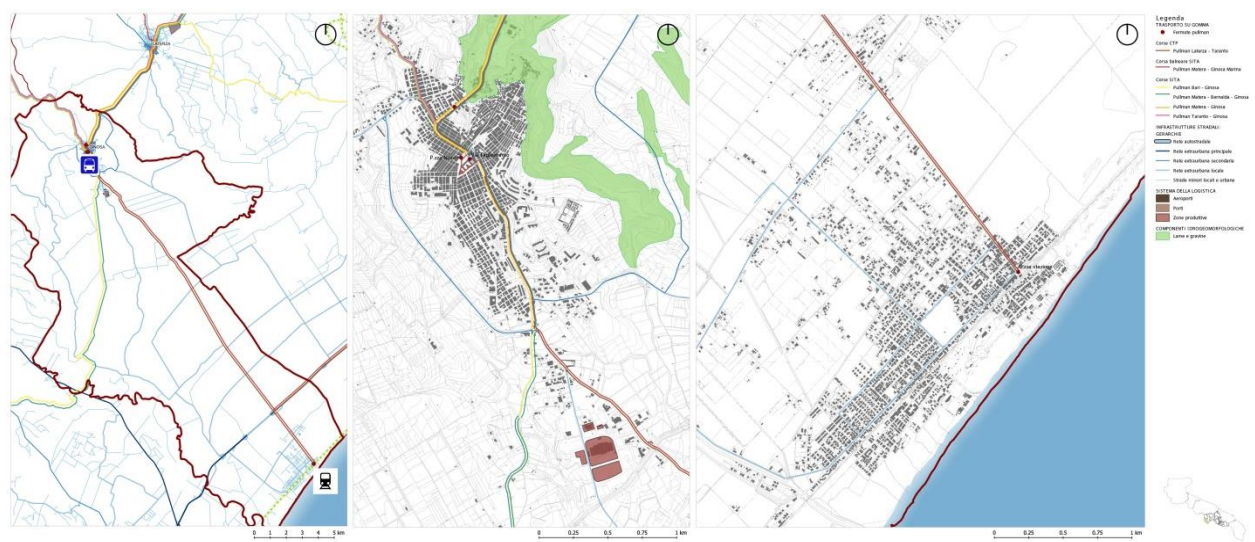 Legenda
TRASPORTO SU GOMMA
Fermate pullman
Corsa CTP
Pullman Laterza - Taranto
Corsa balneare SITA
Pullman Matera - Ginosa Marina
Corsa SITA
Pullman Bari - Ginosa
Pullman Matera - Bernalda - Ginosa
Pullman Matera - Ginosa
Pullman Taranto - Ginosa
INFRASTRUTTURE STRADALI:
GERARCHIE
Rete autostradale
Rete extraurbana principale
Rete extraurbana secondaria
Rete extraurbana locale
Strade minori locali e urbane
SISTEMA DELLA LOGISTICA
Aeroporti
Porti
Zone produttive
COMPONENTI IDROGEOMORFOLOGICHE
Lame e gravine
0 1 2 3 4 5 km
0 0.25 0.5 0.75 1 km
0 0.25 0.5 0.75 1 km